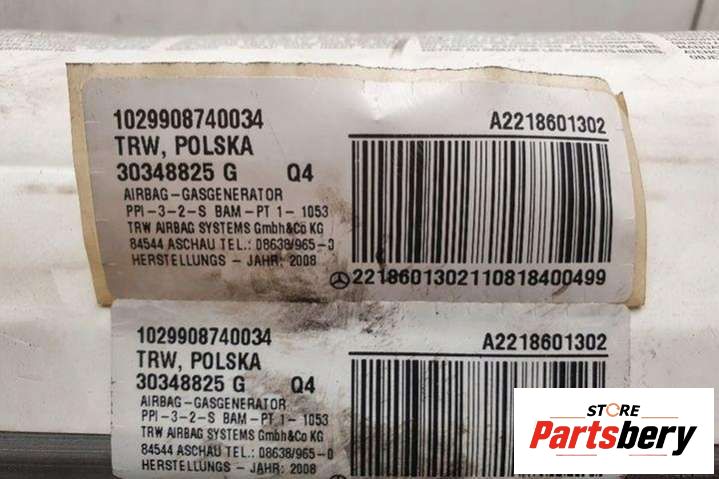 1029908740034
TRW, POLSKA
30348825 G Q4
AIRBAG-GASGENERATOR
PPI-3-2-S BAM-PT 1-1053
TRW AIRBAG SYSTEMS GmbH&Co KG
84544 ASCHAU TEL.: 08638/965-0
HERSTELLUNGS - JAHR: 2008
A2218601302
2218601302110818400499
1029908740034
TRW, POLSKA
30348825 G Q4
AIRBAG-GASGENERATOR
PPI-3-2-S BAM-PT 1-1053
TRW AIRBAG SYSTEMS GmbH&Co KG
84544 ASCHAU TEL.: 08638/965-0
HERSTELLUNGS - JAHR: 2008
A2218601302
STORE
Partsbery